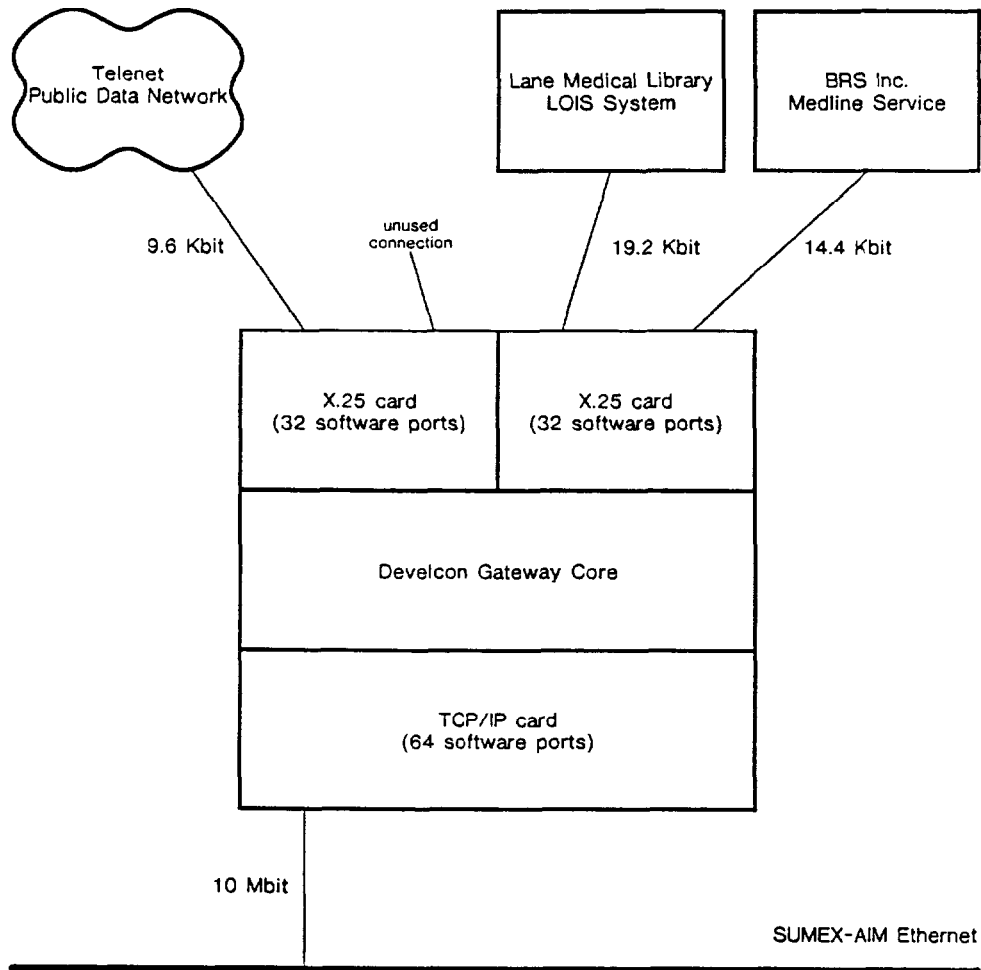 Telenet
Public Data Network
Lane Medical Library
LOIS System
BRS Inc.
Medline Service
unused
connection
9.6 Kbit
19.2 Kbit
14.4 Kbit
X.25 card
(32 software ports)
X.25 card
(32 software ports)
Develcon Gateway Core
TCP/IP card
(64 software ports)
10 Mbit
SUMEX-AIM Ethernet